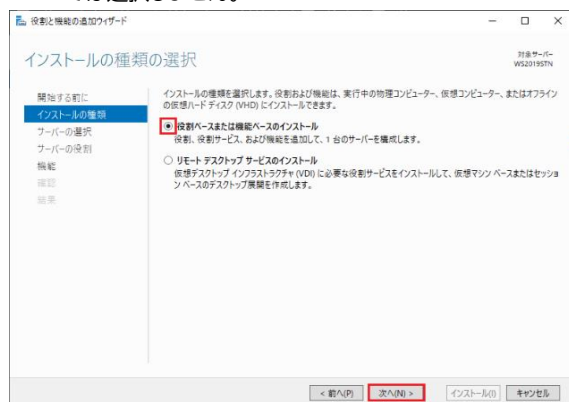 は選択しません。
役割と機能の追加ウィザード
インストールの種類の選択
対象サーバー
WS2019STN
開始する前に
インストールの種類
サーバーの選択
サーバーの役割
機能
確認
結果
インストールの種類を選択します。役割および機能は、実行中の物理コンピューター、仮想コンピューター、またはオフライン
の仮想ハード ディスク (VHD) にインストールできます。
役割ベースまたは機能ベースのインストール
役割、役割サービス、および機能を追加して、1 台のサーバーを構成します。
リモート デスクトップ サービスのインストール
仮想デスクトップ インフラストラクチャ (VDI) に必要な役割サービスをインストールして、仮想マシン ベースまたはセッショ
ン ベースのデスクトップ展開を作成します。
< 前へ(P) 次へ(N) > インストール(I) キャンセル